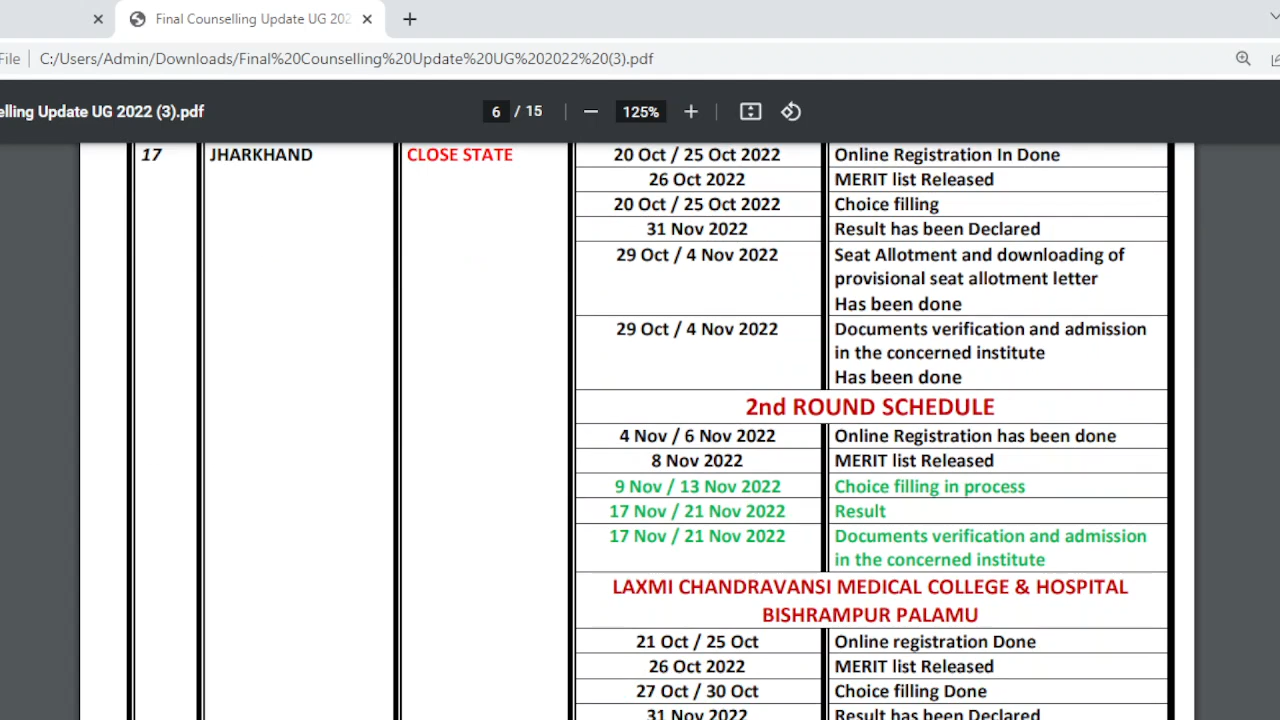 Final Counselling Update UG 202
File | C:/Users/Admin/Downloads/Final%20Counselling%20Update%20UG%202022%20(3).pdf
elling Update UG 2022 (3).pdf
6 / 15
125%
17 JHARKHAND CLOSE STATE 20 Oct / 25 Oct 2022 Online Registration In Done
26 Oct 2022 MERIT list Released
20 Oct / 25 Oct 2022 Choice filling
31 Nov 2022 Result has been Declared
29 Oct / 4 Nov 2022 Seat Allotment and downloading of
provisional seat allotment letter
Has been done
29 Oct / 4 Nov 2022 Documents verification and admission
in the concerned institute
Has been done
2nd ROUND SCHEDULE
4 Nov / 6 Nov 2022 Online Registration has been done
8 Nov 2022 MERIT list Released
9 Nov / 13 Nov 2022 Choice filling in process
17 Nov / 21 Nov 2022 Result
17 Nov / 21 Nov 2022 Documents verification and admission
in the concerned institute
LAXMI CHANDRAVANSI MEDICAL COLLEGE & HOSPITAL
BISHRAMPUR PALAMU
21 Oct / 25 Oct Online registration Done
26 Oct 2022 MERIT list Released
27 Oct / 30 Oct Choice filling Done
31 Nov 2022 Result has been Declared